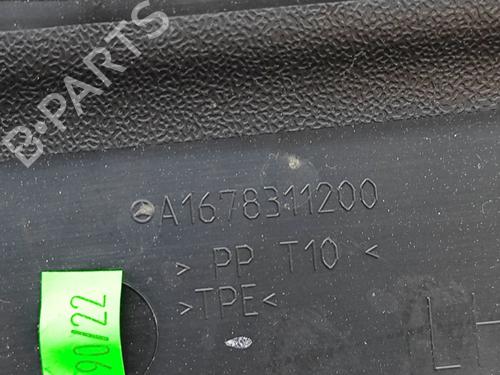 B-PARTS
A1678311200
> PP T10 <
>TPE<
90/22